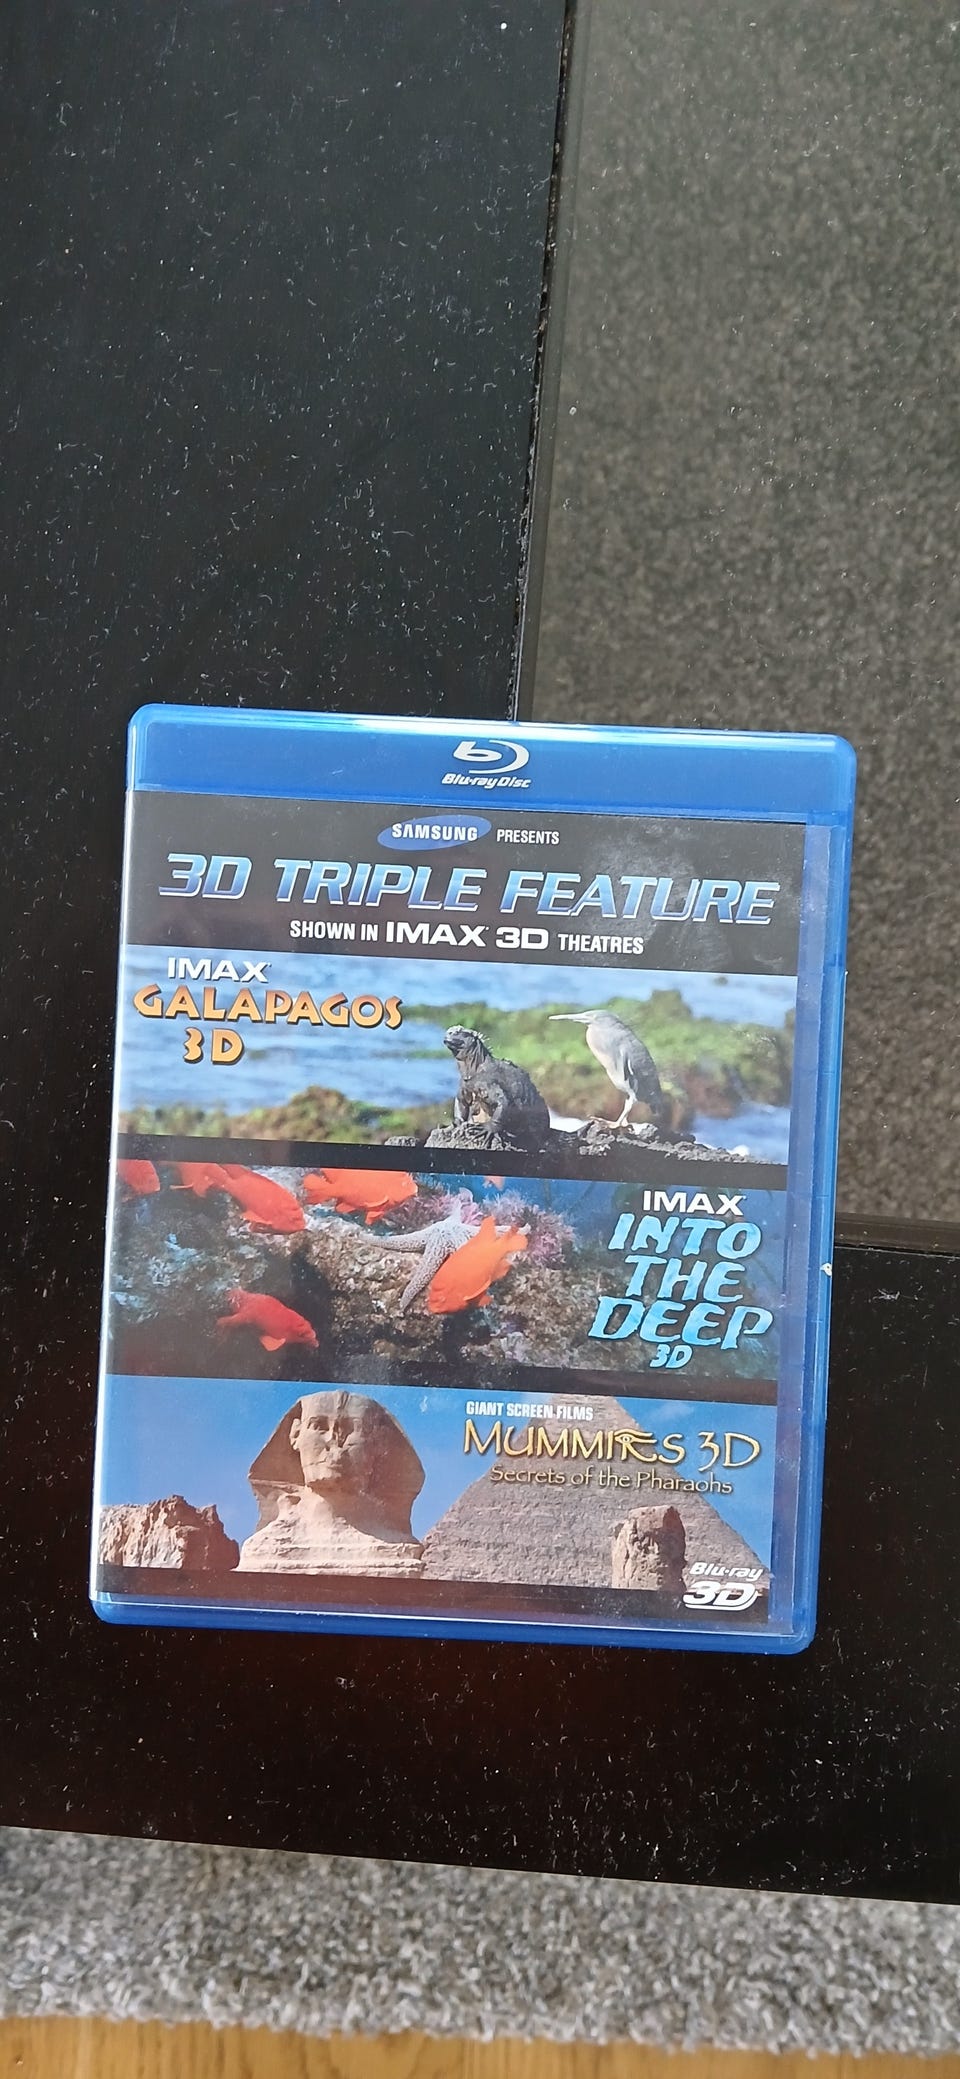 Blu-ray Disc
SAMSUNG PRESENTS
3D TRIPLE FEATURE
SHOWN IN IMAX® 3D THEATRES
IMAX®
GALAPAGOS
3D
IMAX®
INTO
THE
DEEP
3D
GIANT SCREEN FILMS
MUMMIES 3D
Secrets of the Pharaohs
Blu-ray
3D